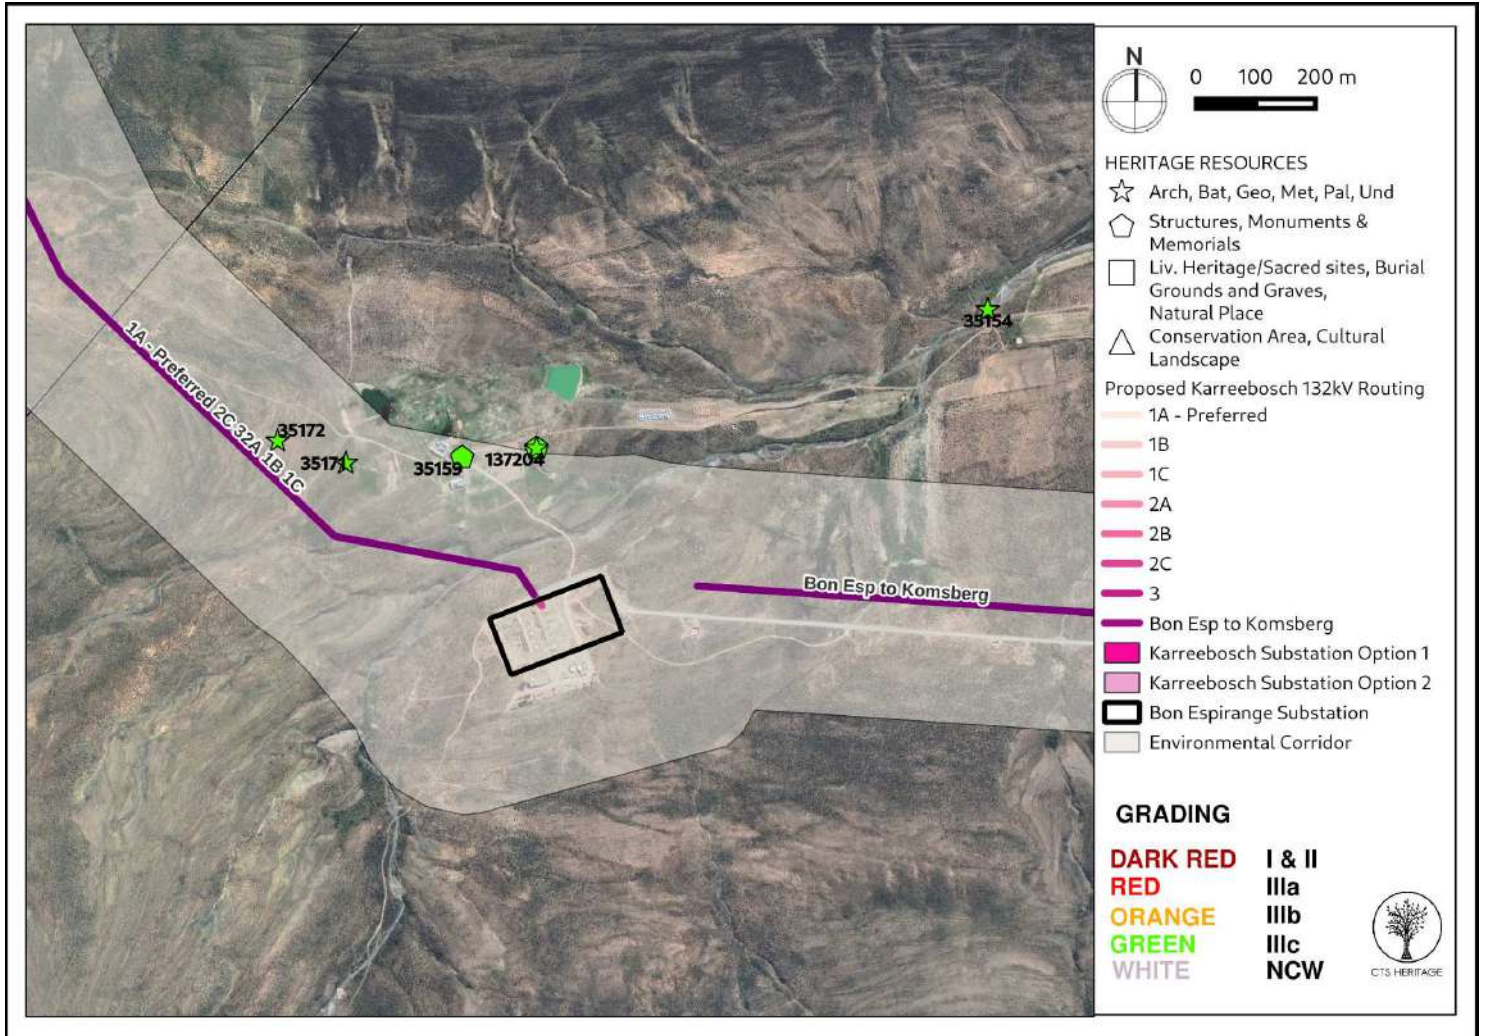 N
0 100 200 m
HERITAGE RESOURCES
Arch, Bat, Geo, Met, Pal, Und
Structures, Monuments &
Memorials
Liv. Heritage/Sacred sites, Burial
Grounds and Graves,
Natural Place
Conservation Area, Cultural
Landscape
Proposed Karreebosch 132kV Routing
1A - Preferred
1B
1C
2A
2B
2C
3
Bon Esp to Komsberg
Karreebosch Substation Option 1
Karreebosch Substation Option 2
Bon Espirange Substation
Environmental Corridor
GRADING
DARK RED I & II
RED IIIa
ORANGE IIIb
GREEN IIIc
WHITE NCW
CTS HERITAGE
35154
1A - Preferred 2C 32A 1B 1C
35172
3517
35159
137204
Bon Esp to Komsberg